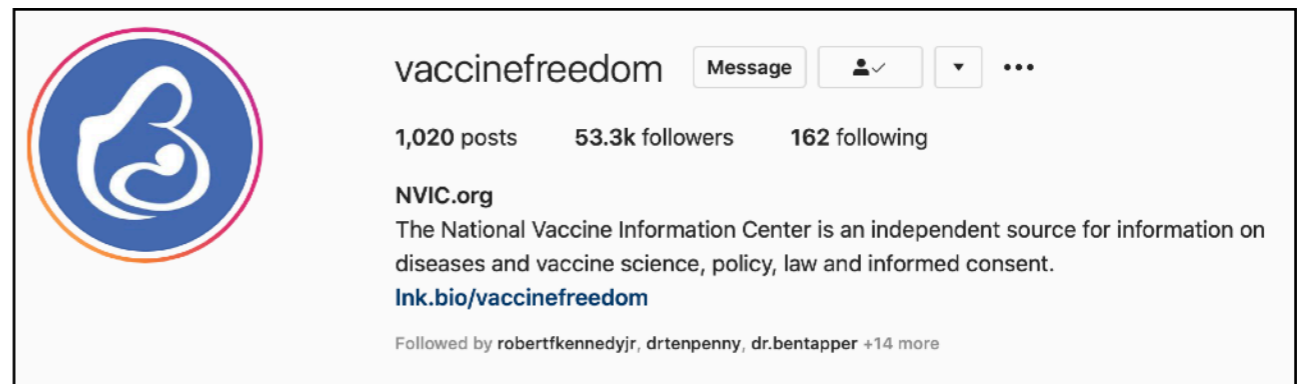 vaccinefreedom Message
1,020 posts 53.3k followers 162 following
NVIC.org
The National Vaccine Information Center is an independent source for information on
diseases and vaccine science, policy, law and informed consent.
lnk.bio/vaccinefreedom
Followed by robertfkennedyjr, drtenpenny, dr.bentapper +14 more